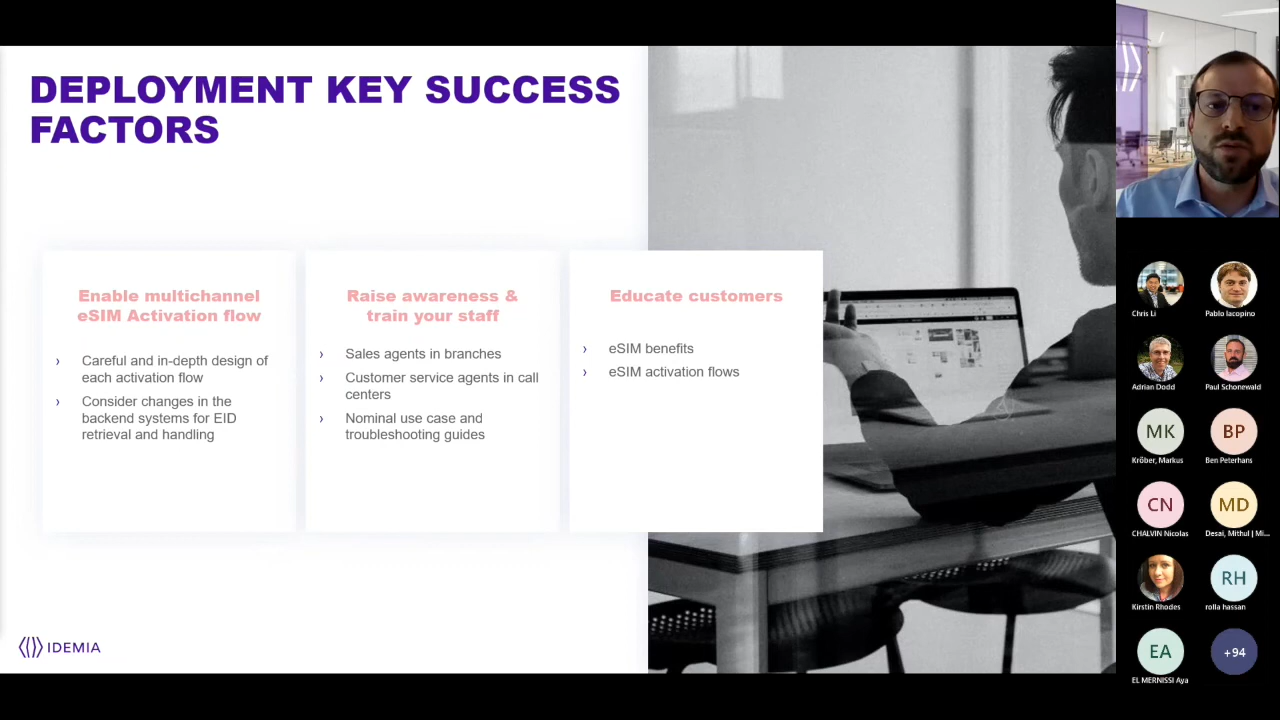 DEPLOYMENT KEY SUCCESS
FACTORS
Enable multichannel
eSIM Activation flow
› Careful and in-depth design of
each activation flow
› Consider changes in the
backend systems for EID
retrieval and handling
Raise awareness &
train your staff
› Sales agents in branches
› Customer service agents in call
centers
› Nominal use case and
troubleshooting guides
Educate customers
› eSIM benefits
› eSIM activation flows
IDEMIA
Chris Li
Pablo Iacopino
Adrian Dodd
Paul Schonewald
MK
Kröber, Markus
BP
Ben Peterhans
CN
CHALVIN Nicolas
MD
Desai, Mithul | Mi...
Kirstin Rhodes
RH
rolla hassan
EA
EL MERNISSI Aya
+94